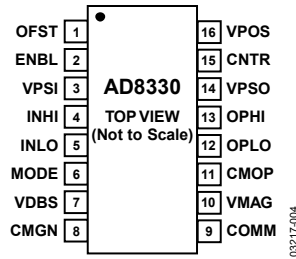 OFST 1
ENBL 2
VPSI 3
INHI 4
INLO 5
MODE 6
VDBS 7
CMGN 8
AD8330
TOP VIEW
(Not to Scale)
16 VPOS
15 CNTR
14 VPSO
13 OPHI
12 OPLO
11 CMOP
10 VMAG
9 COMM
03217-004